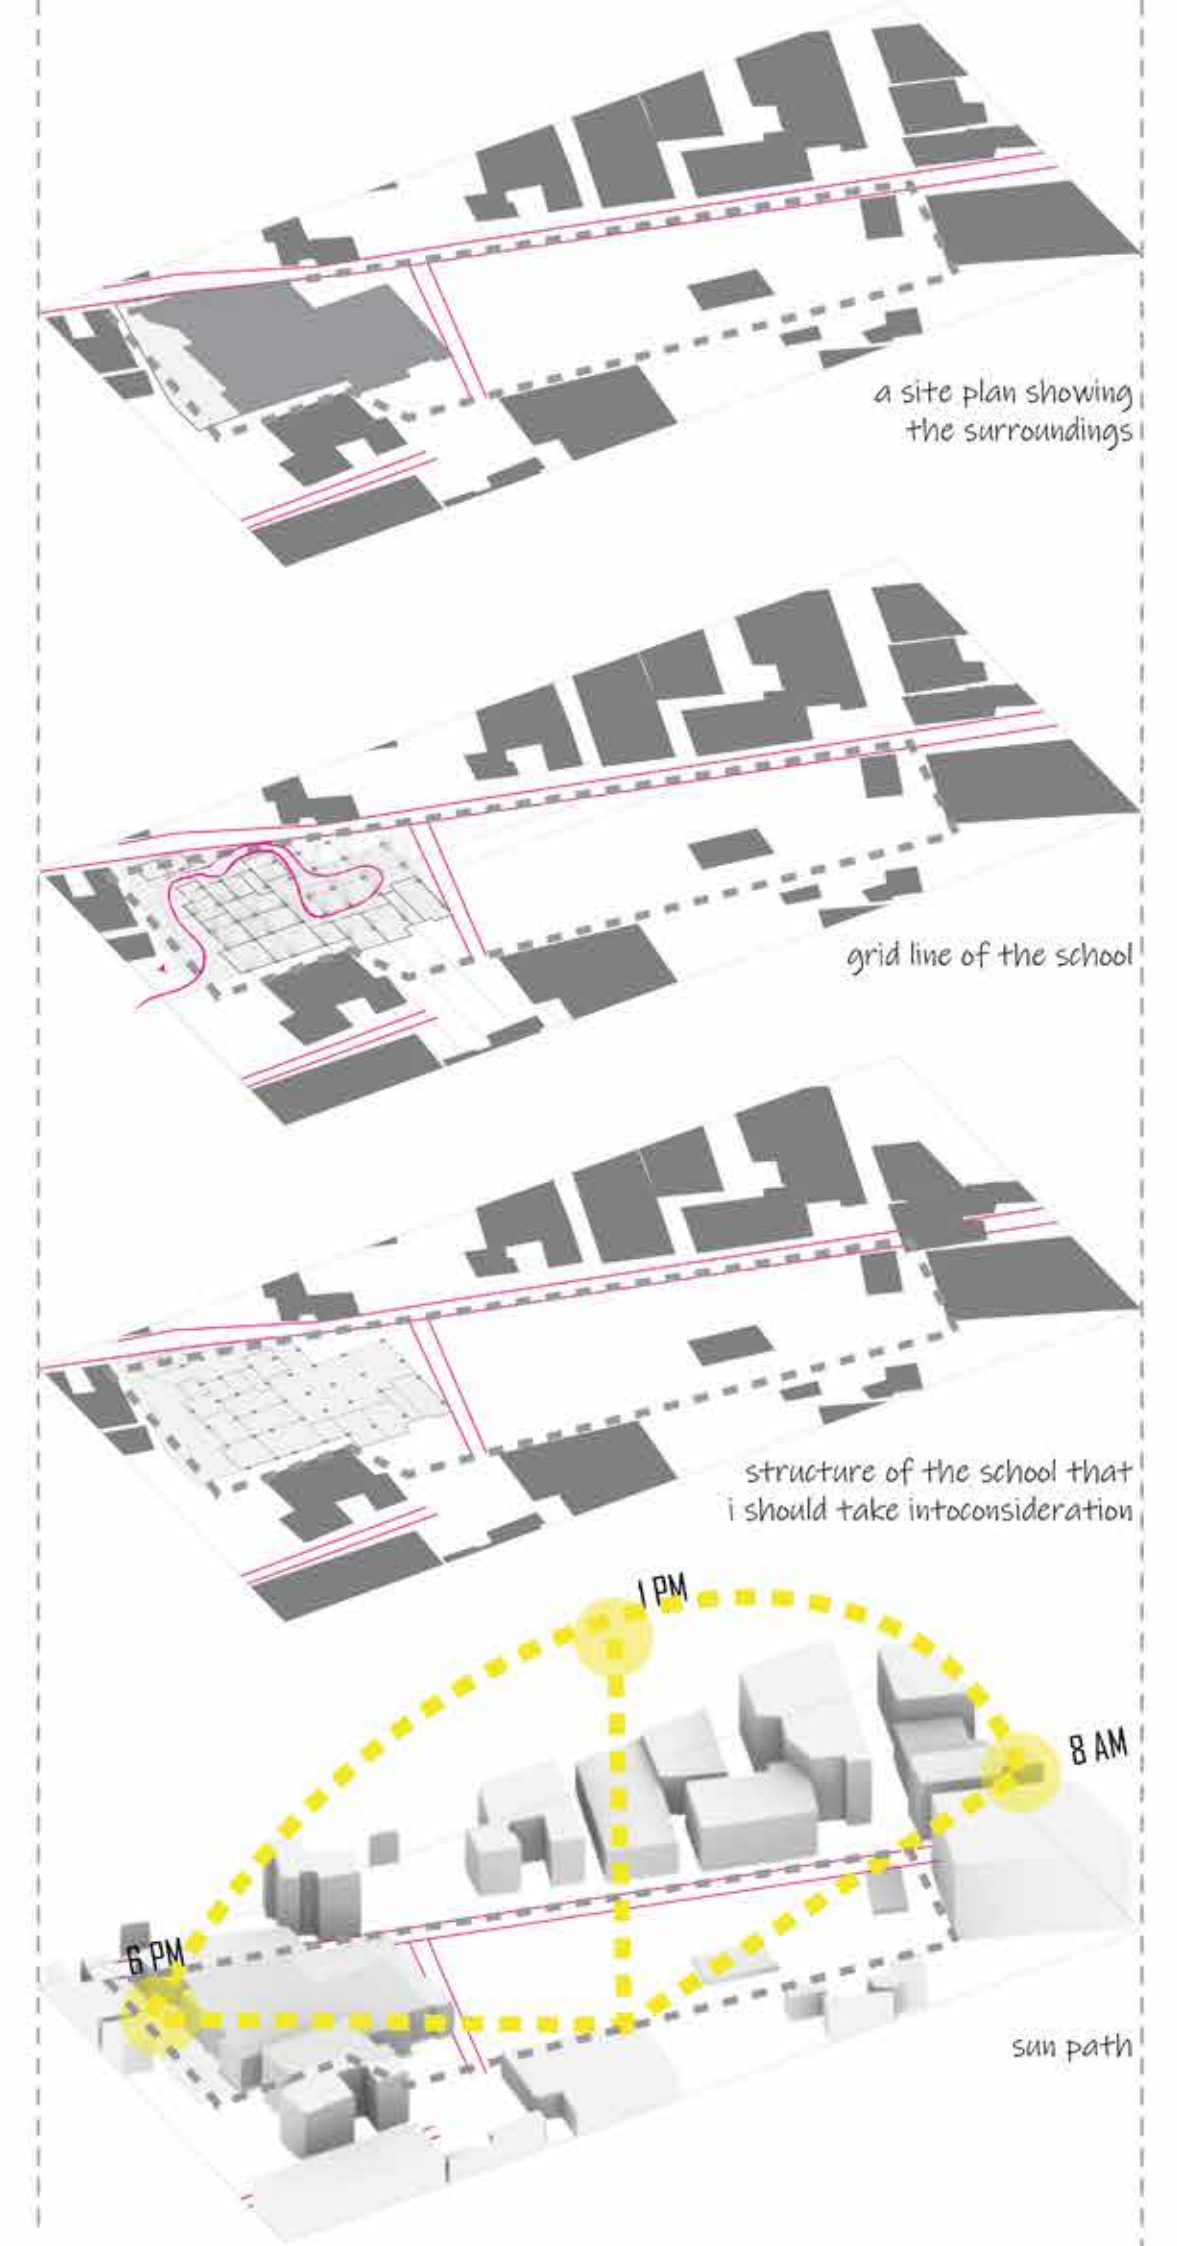 a site plan showing
the surroundings
grid line of the school
structure of the school that
i should take intoconsideration
1 PM
8 AM
6 PM
sun path